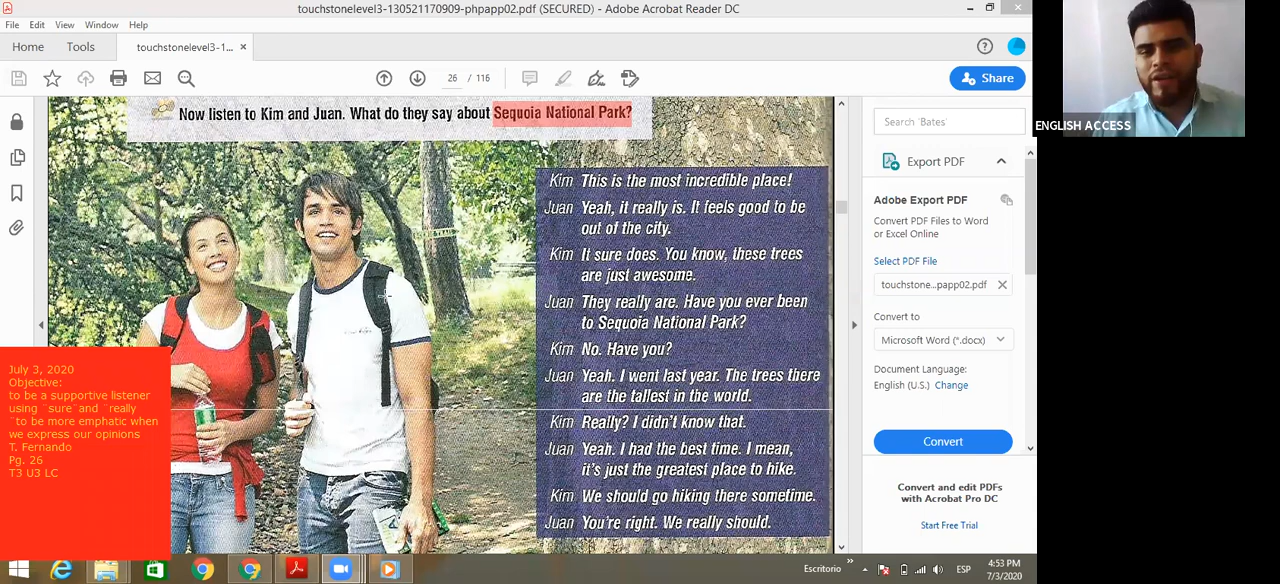 touchstonelevel3-130521170909-phpapp02.pdf (SECURED) - Adobe Acrobat Reader DC
File Edit View Window Help
Home Tools touchstonelevel3-1... ×
26 / 116
Share
Now listen to Kim and Juan. What do they say about Sequoia National Park?
Kim This is the most incredible place!
Juan Yeah, it really is. It feels good to be
out of the city.
Kim It sure does. You know, these trees
are just awesome.
Juan They really are. Have you ever been
to Sequoia National Park?
Kim No. Have you?
Juan Yeah. I went last year. The trees there
are the tallest in the world.
Kim Really? I didn't know that.
Juan Yeah. I had the best time. I mean,
it's just the greatest place to hike.
Kim We should go hiking there sometime.
Juan You're right. We really should.
July 3, 2020
Objective:
to be a supportive listener
using ¨sure¨and ¨really
¨to be more emphatic when
we express our opinions
T. Fernando
Pg. 26
T3 U3 LC
Search 'Bates'
Export PDF
Adobe Export PDF
Convert PDF Files to Word
or Excel Online
Select PDF File
touchstone...papp02.pdf
Convert to
Microsoft Word (*.docx)
Document Language:
English (U.S.) Change
Convert
Convert and edit PDFs
with Acrobat Pro DC
Start Free Trial
ENGLISH ACCESS
Escritorio
ESP
4:53 PM
7/3/2020